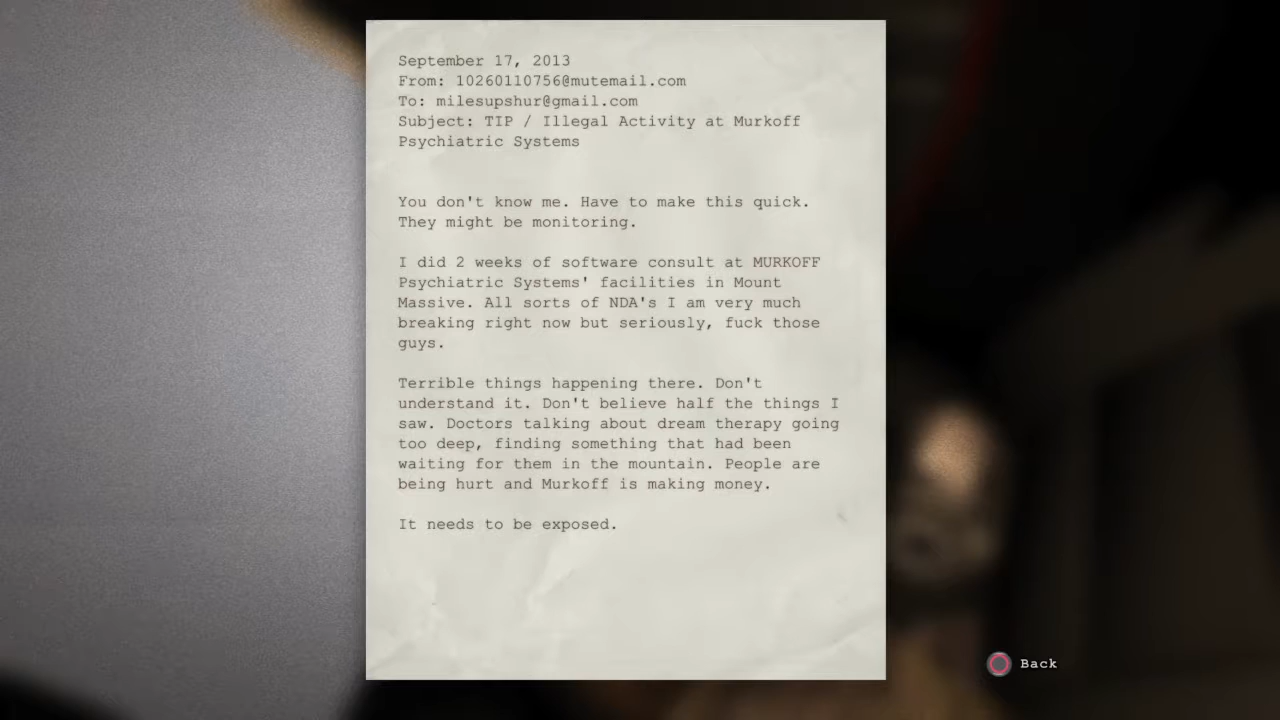 September 17, 2013
From: 10260110756@mutemail.com
To: milesupshur@gmail.com
Subject: TIP / Illegal Activity at Murkoff
Psychiatric Systems
You don't know me. Have to make this quick.
They might be monitoring.
I did 2 weeks of software consult at MURKOFF
Psychiatric Systems' facilities in Mount
Massive. All sorts of NDA's I am very much
breaking right now but seriously, fuck those
guys.
Terrible things happening there. Don't
understand it. Don't believe half the things I
saw. Doctors talking about dream therapy going
too deep, finding something that had been
waiting for them in the mountain. People are
being hurt and Murkoff is making money.
It needs to be exposed.
Back